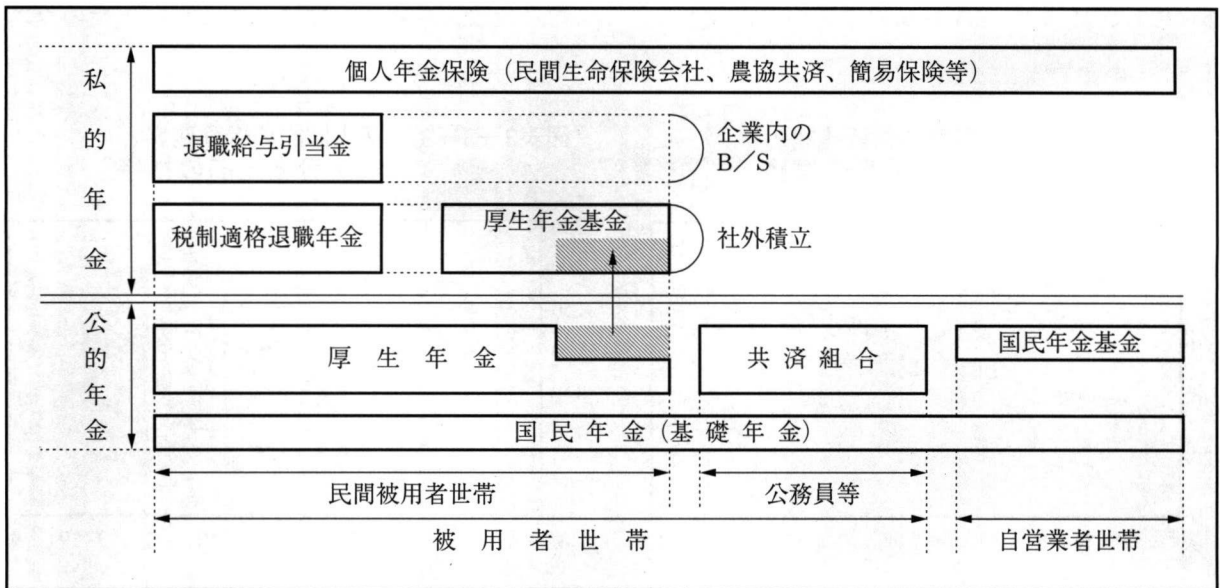 私的年金
個人年金保険(民間生命保険会社、農協共済、簡易保険等)
退職給与引当金
企業内の
B/S
税制適格退職年金
厚生年金基金
社外積立
公的年金
厚生年金
共済組合
国民年金基金
国民年金(基礎年金)
民間被用者世帯
公務員等
被用者世帯
自営業者世帯